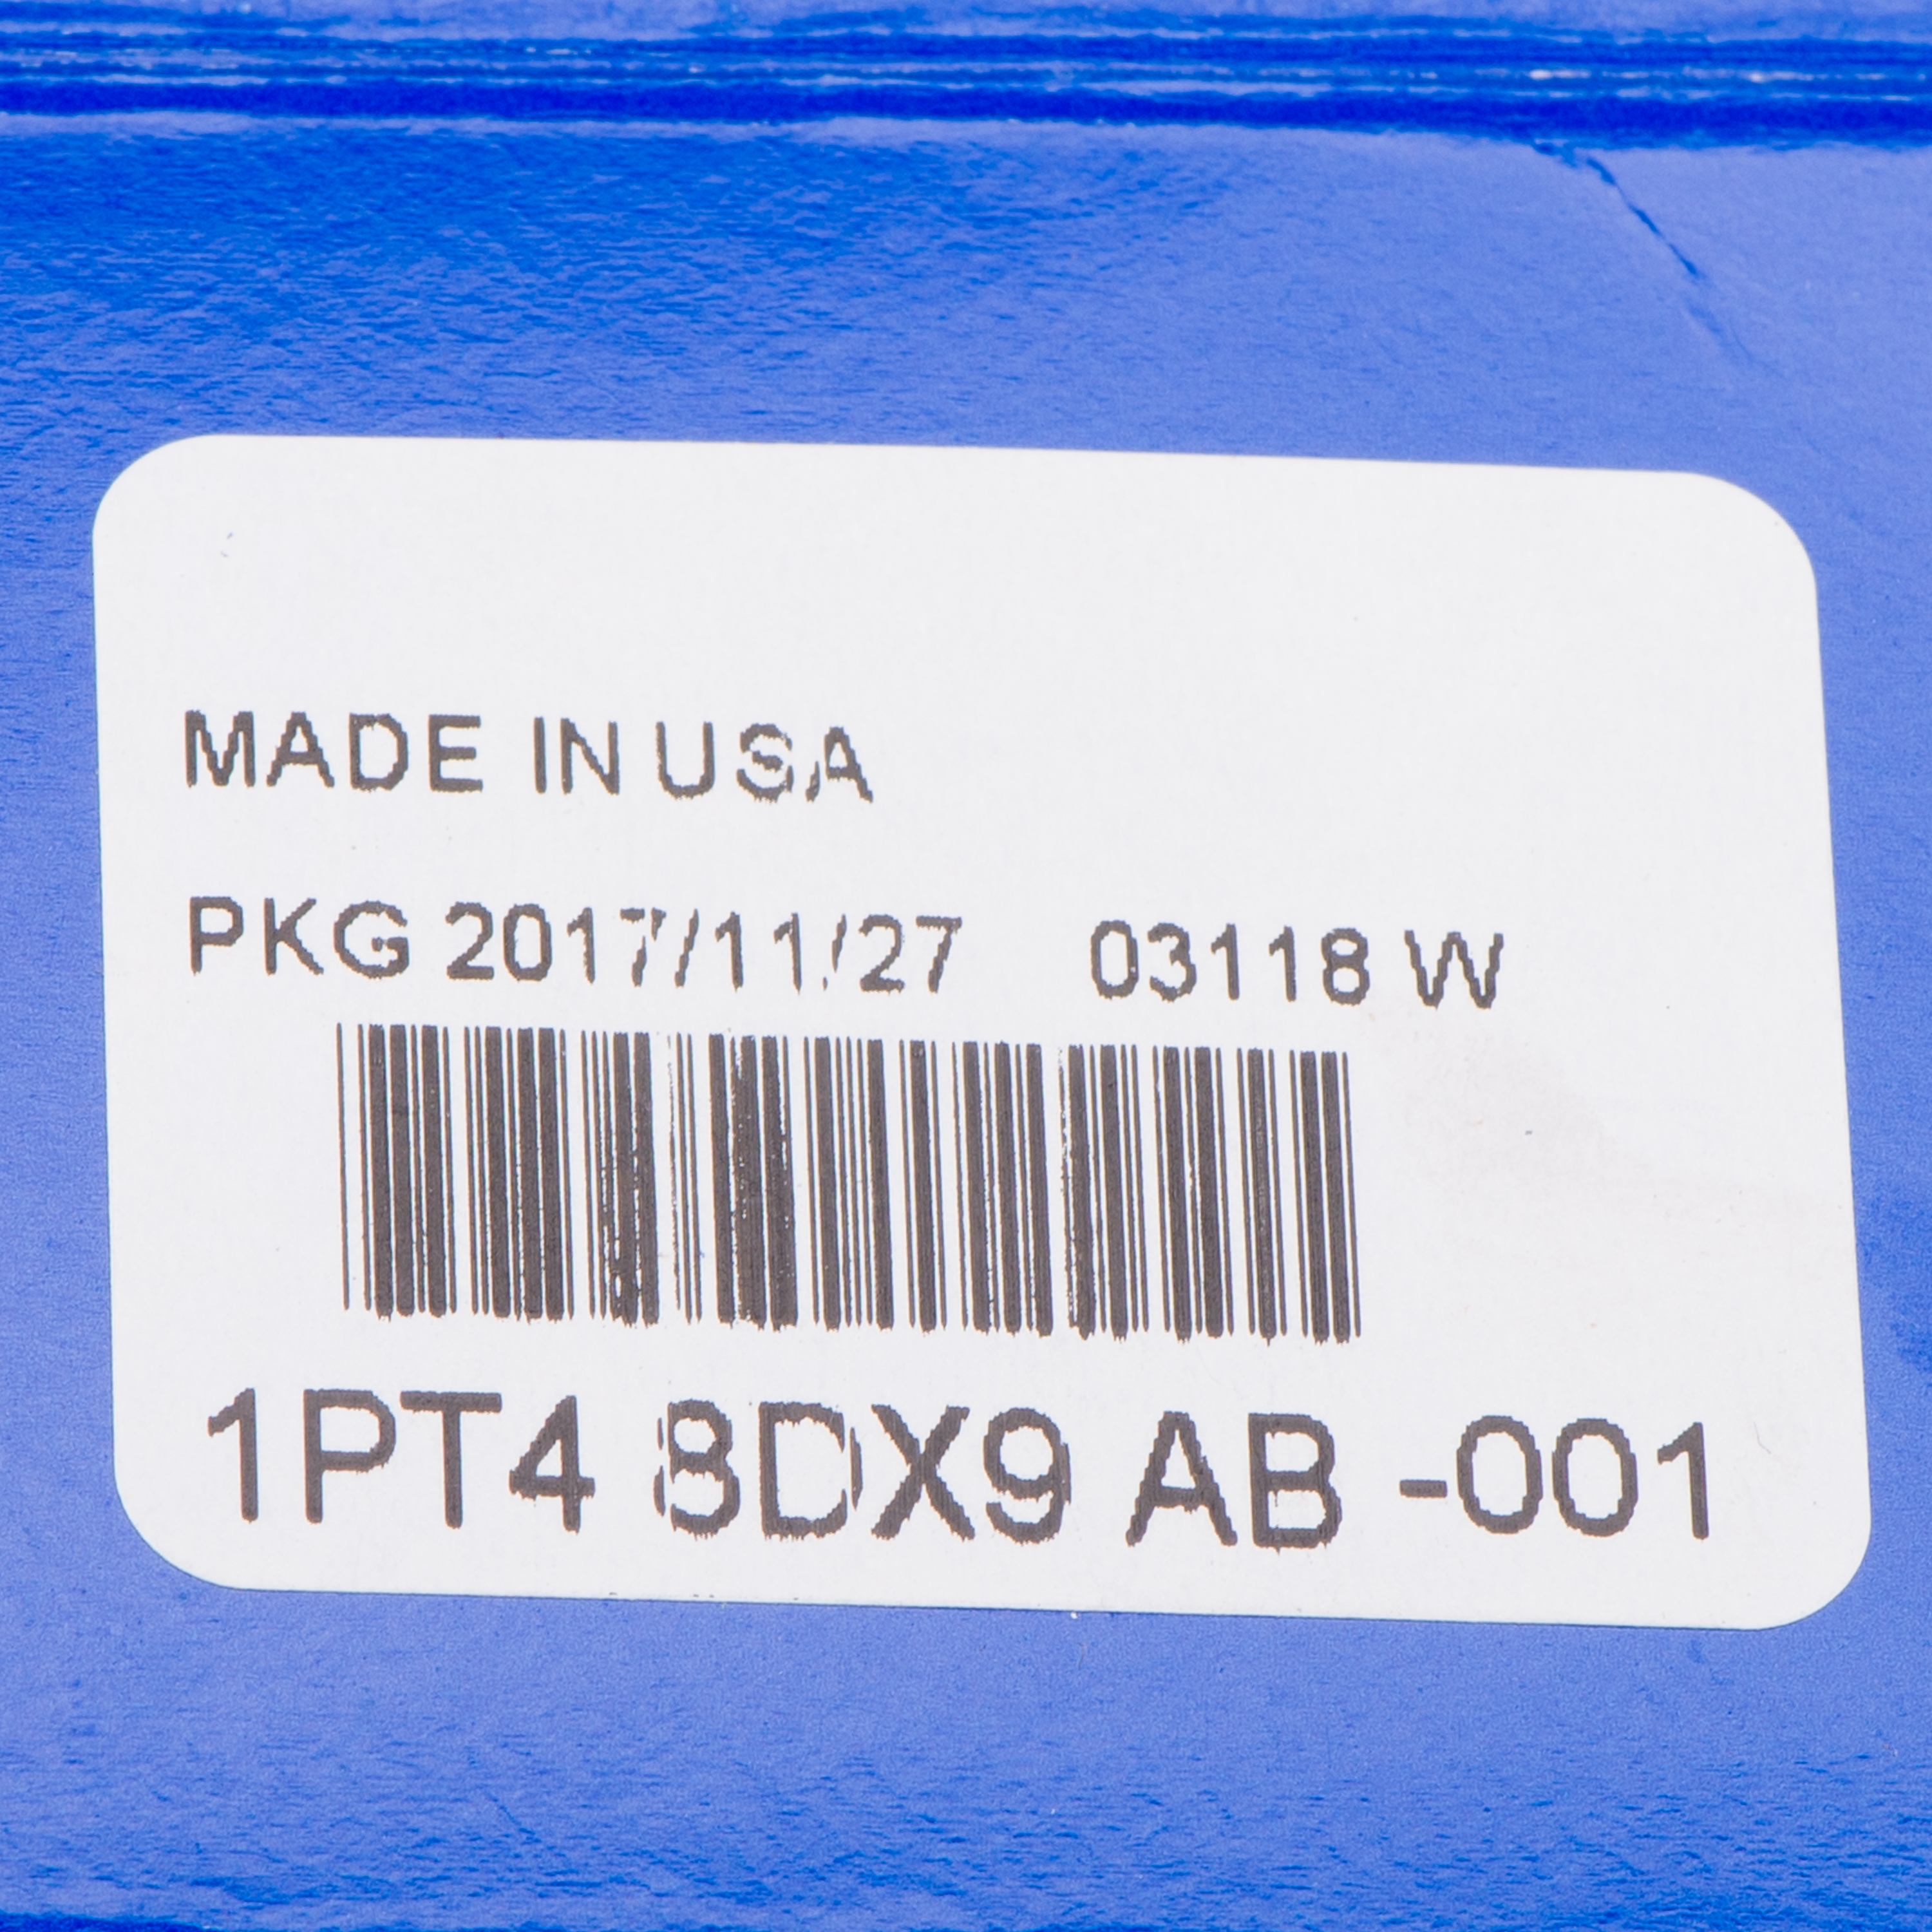 MADE IN USA
PKG 2017/11/27 03118 W
1PT4 8DX9 AB -001